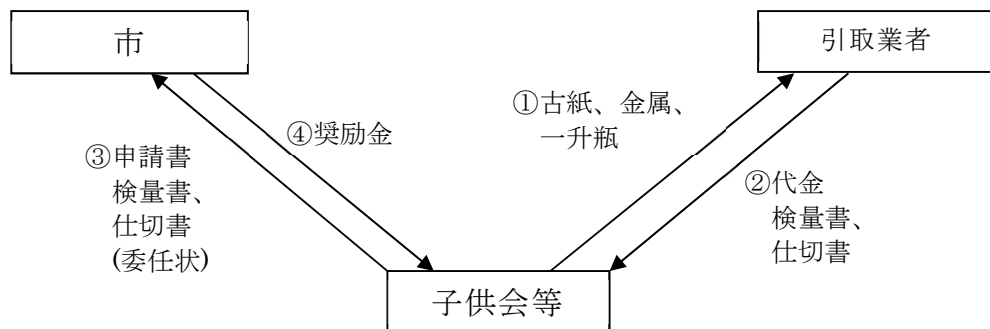 市
引取業者
①古紙、金属、
一升瓶
④奨励金
③申請書
検量書、
仕切書
(委任状)
②代金
検量書、
仕切書
子供会等